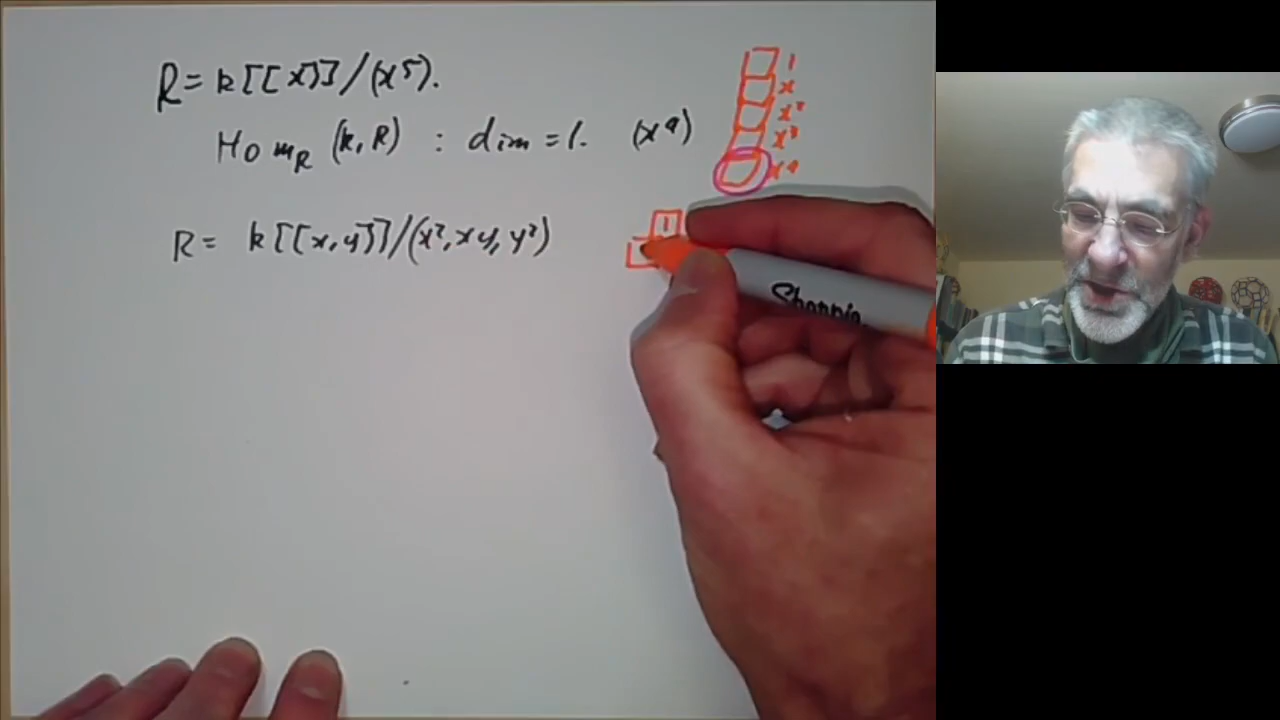 R = k[[x]]/(x⁵).
1
x
x²
x³
x⁴
Hom_R (k, R) : dim = 1. (x⁴)
R = k[[x,y]]/(x², xy, y²)
1
Sharpie